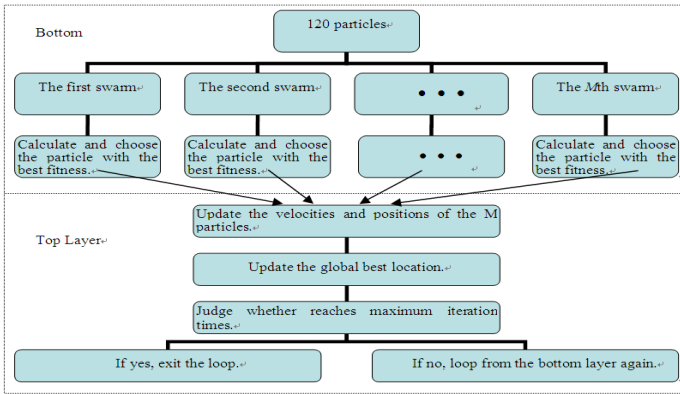 Bottom
120 particles
The first swarm
The second swarm
• • •
The Mth swarm
Calculate and choose
the particle with the
best fitness.
Calculate and choose
the particle with the
best fitness.
• • •
Calculate and choose
the particle with the
best fitness.
Top Layer
Update the velocities and positions of the M
particles.
Update the global best location.
Judge whether reaches maximum iteration
times.
If yes, exit the loop.
If no, loop from the bottom layer again.